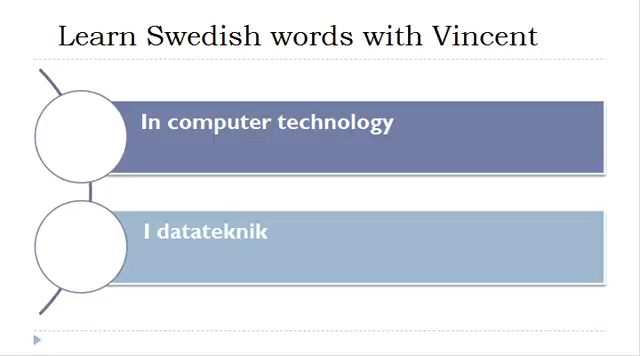 Learn Swedish words with Vincent
In computer technology
I datateknik